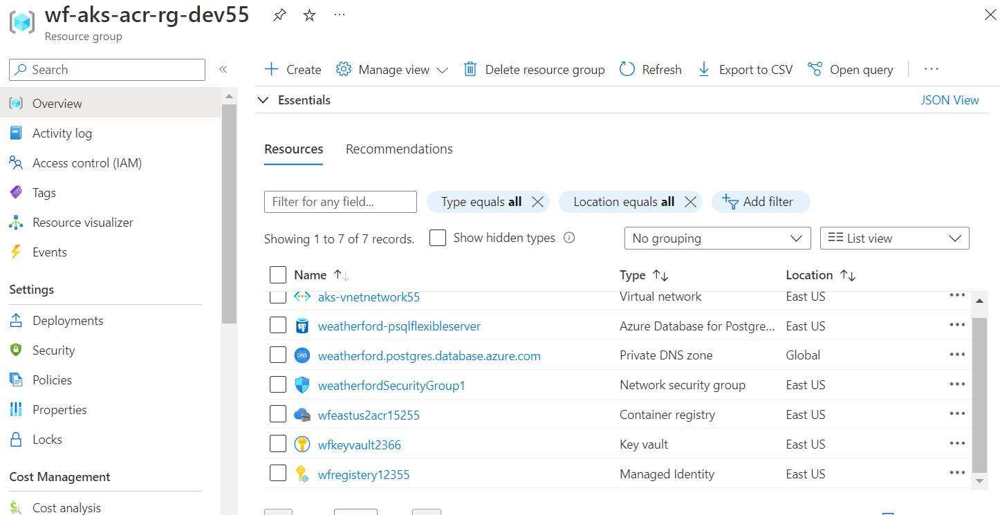 wf-aks-acr-rg-dev55
Resource group
Search
Create Manage view Delete resource group Refresh Export to CSV Open query
Overview
Activity log
Access control (IAM)
Tags
Resource visualizer
Events
Settings
Deployments
Security
Policies
Properties
Locks
Cost Management
Cost analysis
Essentials JSON View
Resources Recommendations
Filter for any field... Type equals all Location equals all Add filter
Showing 1 to 7 of 7 records. Show hidden types No grouping List view
Name Type Location
aks-vnetnetwork55 Virtual network East US
weatherford-psqlflexibleserver Azure Database for Postgre... East US
DNS weatherford.postgres.database.azure.com Private DNS zone Global
weatherfordSecurityGroup1 Network security group East US
wfeastus2acr15255 Container registry East US
wfkeyvault2366 Key vault East US
wfregistery12355 Managed Identity East US